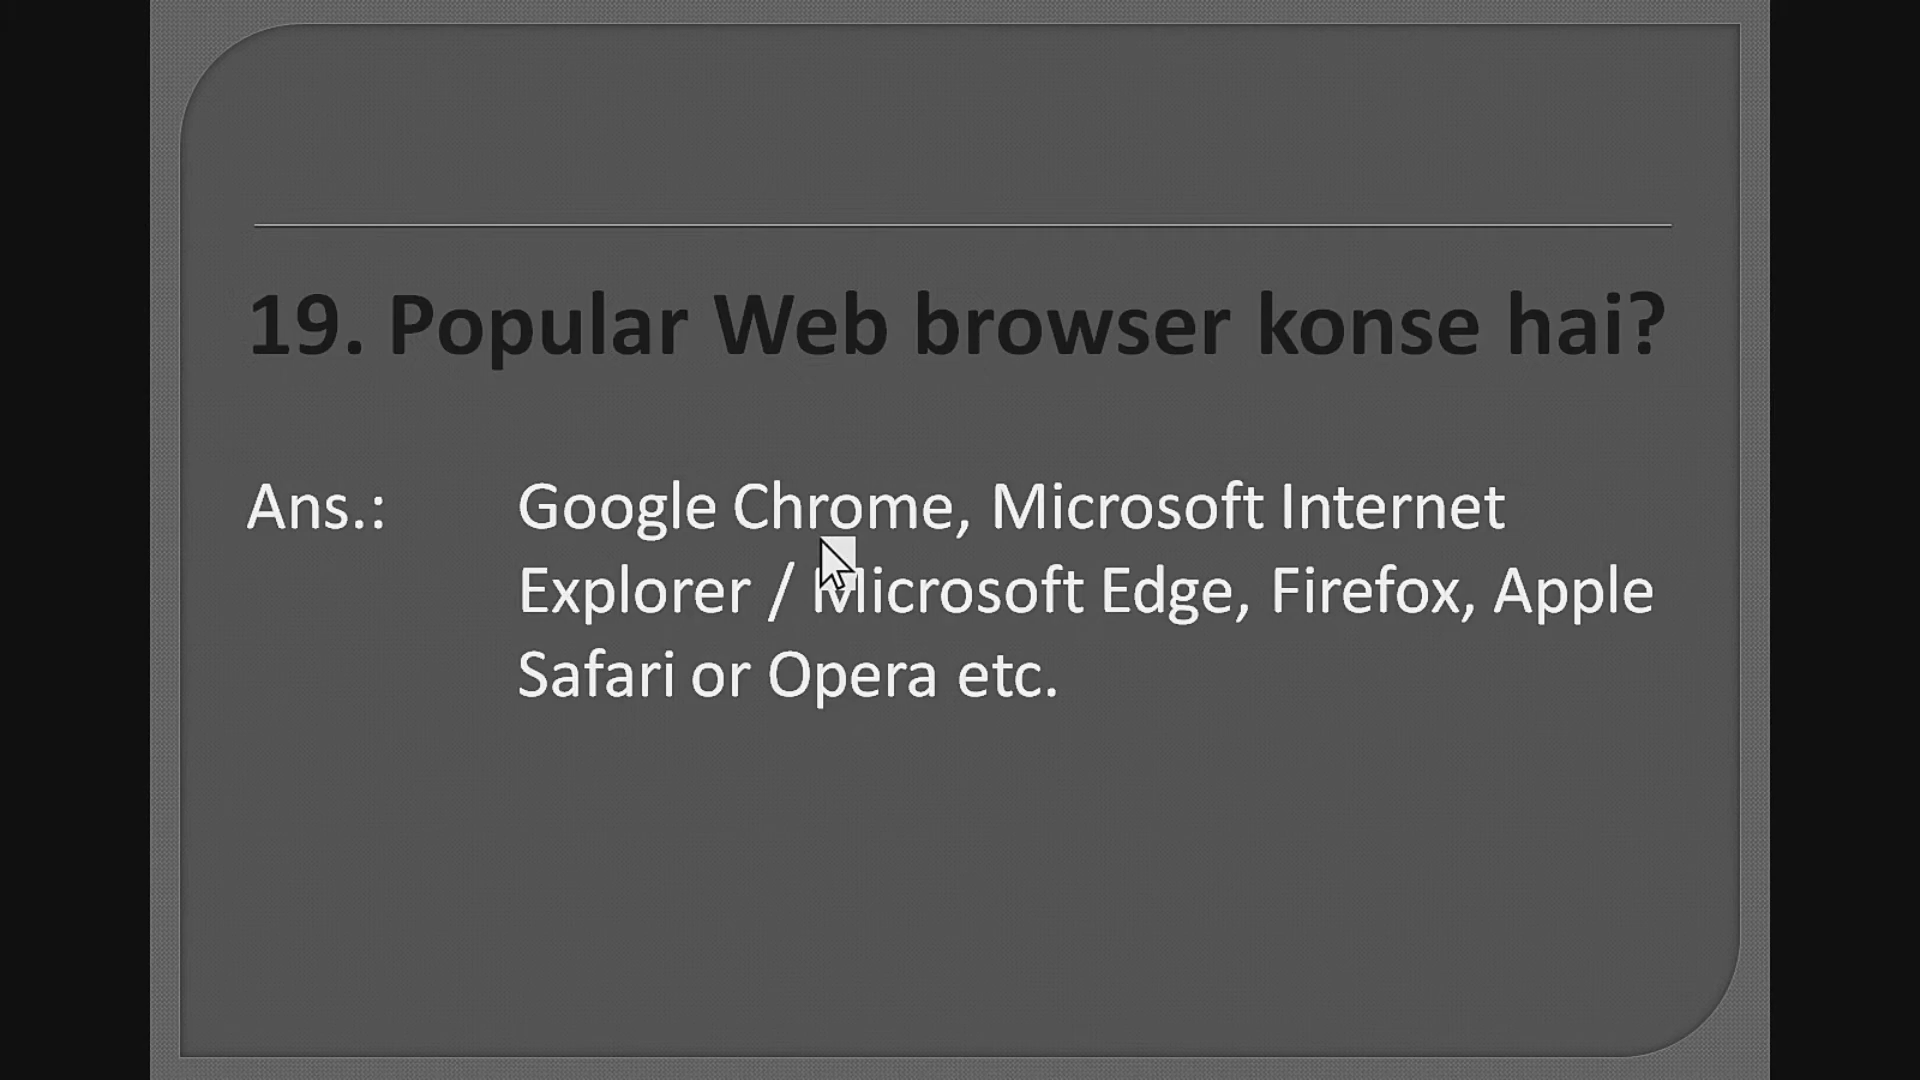 19. Popular Web browser konse hai?
Ans.: Google Chrome, Microsoft Internet
Explorer / Microsoft Edge, Firefox, Apple
Safari or Opera etc.